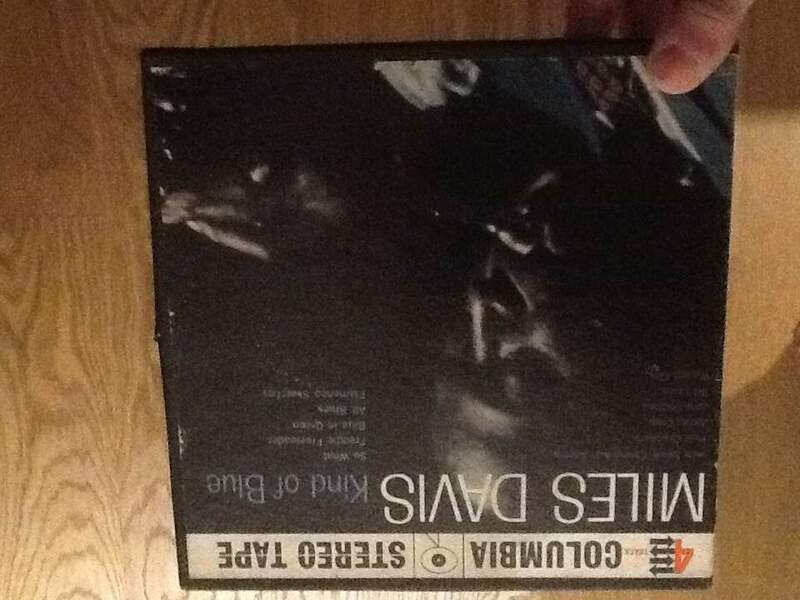 4 TRACK COLUMBIA STEREO TAPE
MILES DAVIS Kind of Blue
So What
Freddie Freeloader
Blue in Green
All Blues
Flamenco Sketches